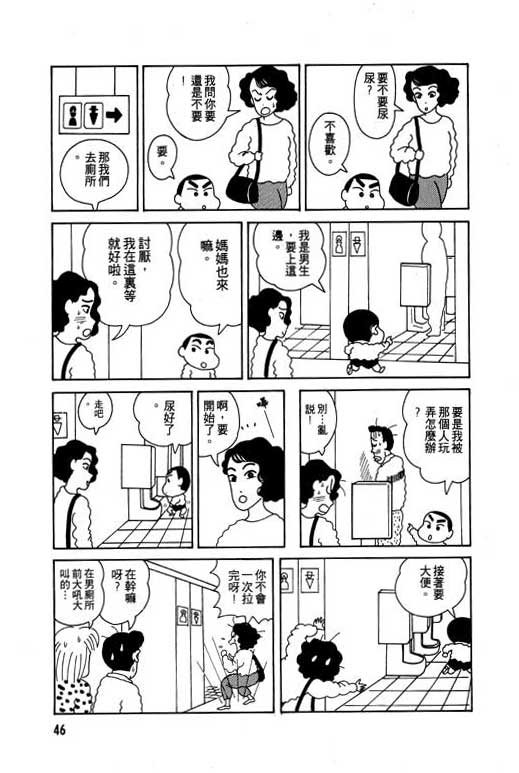 要不要
尿?
不喜歡。
我問你要
還是不要
!
要。
那我們
去廁所
。
我是男生
，要上這
邊。
媽媽也來
嘛。
討厭，
我在這裏等
就好啦。
要是我被
那個人玩
弄怎麼辦
?
別…亂
說!
啊，要
開始了。
尿好了
。
走吧
。
接著要
大便。
你不會
一次拉
完呀!
在幹嘛
呀?
在男廁所
前大吼大
叫的…
46